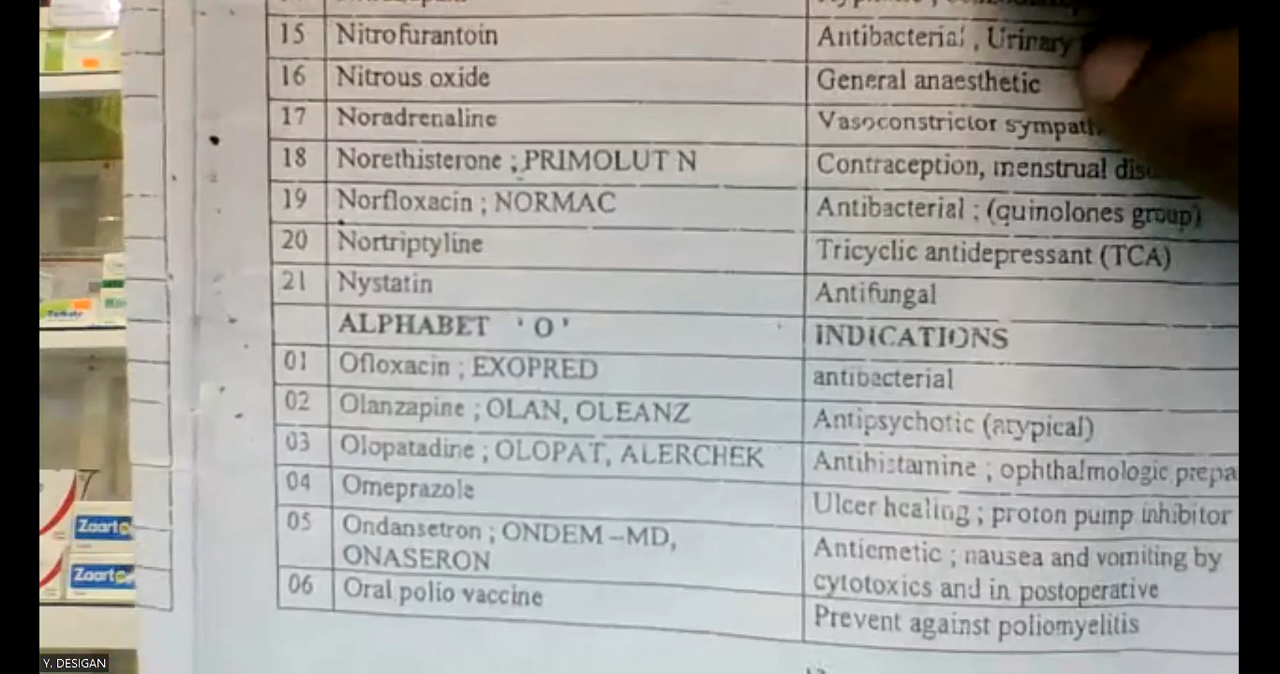 15 Nitrofurantoin Antibacterial , Urinary
16 Nitrous oxide General anaesthetic
17 Noradrenaline Vasoconstrictor
18 Norethisterone ; PRIMOLUT N Contraception, menstrual
19 Norfloxacin ; NORMAC Antibacterial ; (quinolones group)
20 Nortriptyline Tricyclic antidepressant (TCA)
21 Nystatin Antifungal
ALPHABET 'O' INDICATIONS
01 Ofloxacin ; EXOPRED antibacterial
02 Olanzapine ; OLAN, OLEANZ Antipsychotic (atypical)
03 Olopatadine ; OLOPAT, ALERCHEK Antihistamine ; ophthalmologic prepa
04 Omeprazole Ulcer healing ; proton pump inhibitor
05 Ondansetron ; ONDEM –MD, Antiemetic ; nausea and vomiting by
ONASERON cytotoxics and in postoperative
06 Oral polio vaccine Prevent against poliomyelitis
Zaart
Zaart
Y. DESIGAN